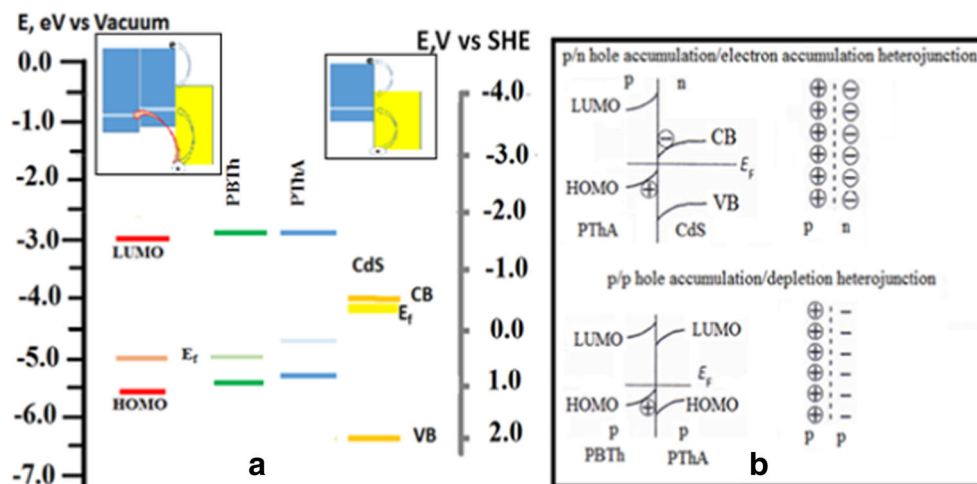 E, eV vs Vacuum
E,V vs SHE
0.0
-1.0
-2.0
-3.0
-4.0
-5.0
-6.0
-7.0
e
LUMO
HOMO
Ef
PBTh
PThA
CdS
CB
Ef
VB
-4.0
-3.0
-2.0
-1.0
0.0
1.0
2.0
a
p/n hole accumulation/electron accumulation heterojunction
p n
LUMO
CB
EF
HOMO
VB
PThA CdS
p n
p/p hole accumulation/depletion heterojunction
LUMO LUMO
EF
HOMO HOMO
p p
PBTh PThA
p p
b